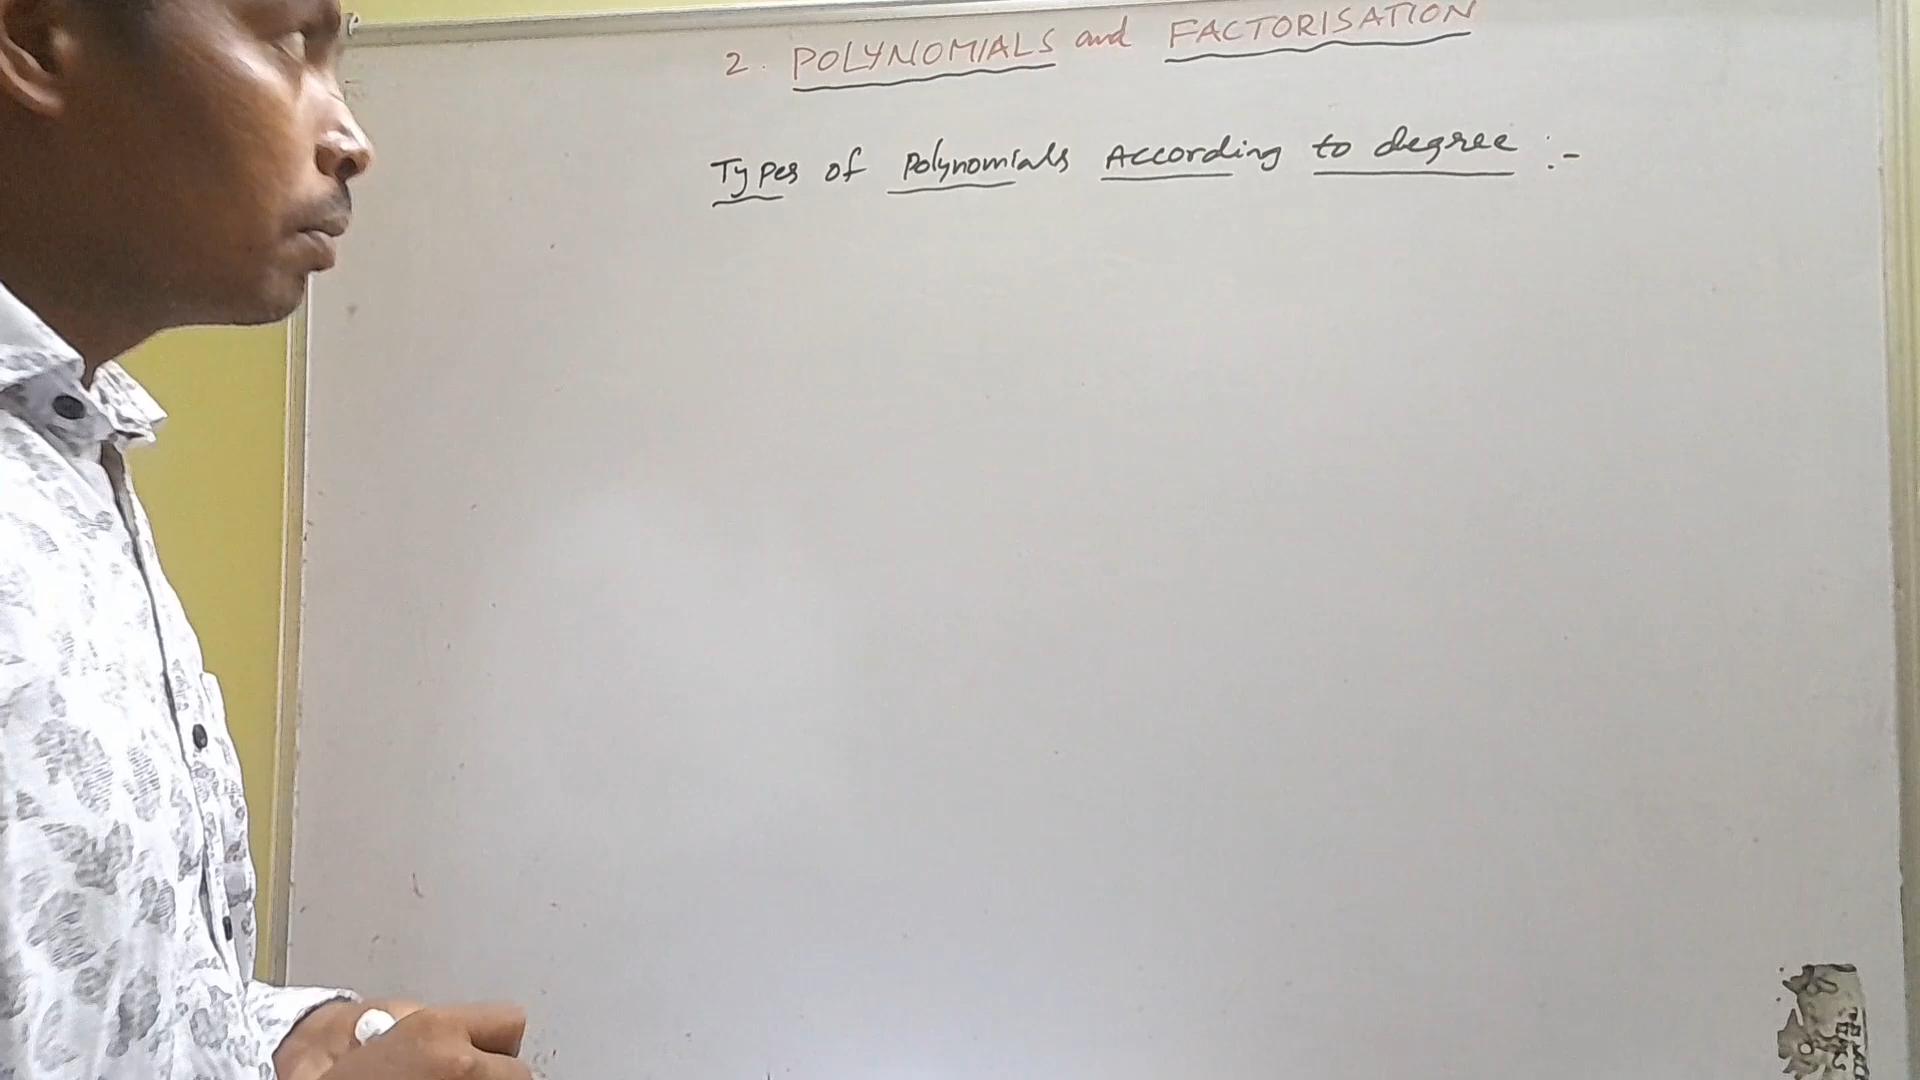 2. POLYNOMIALS and FACTORISATION
Types of Polynomials According to degree :-